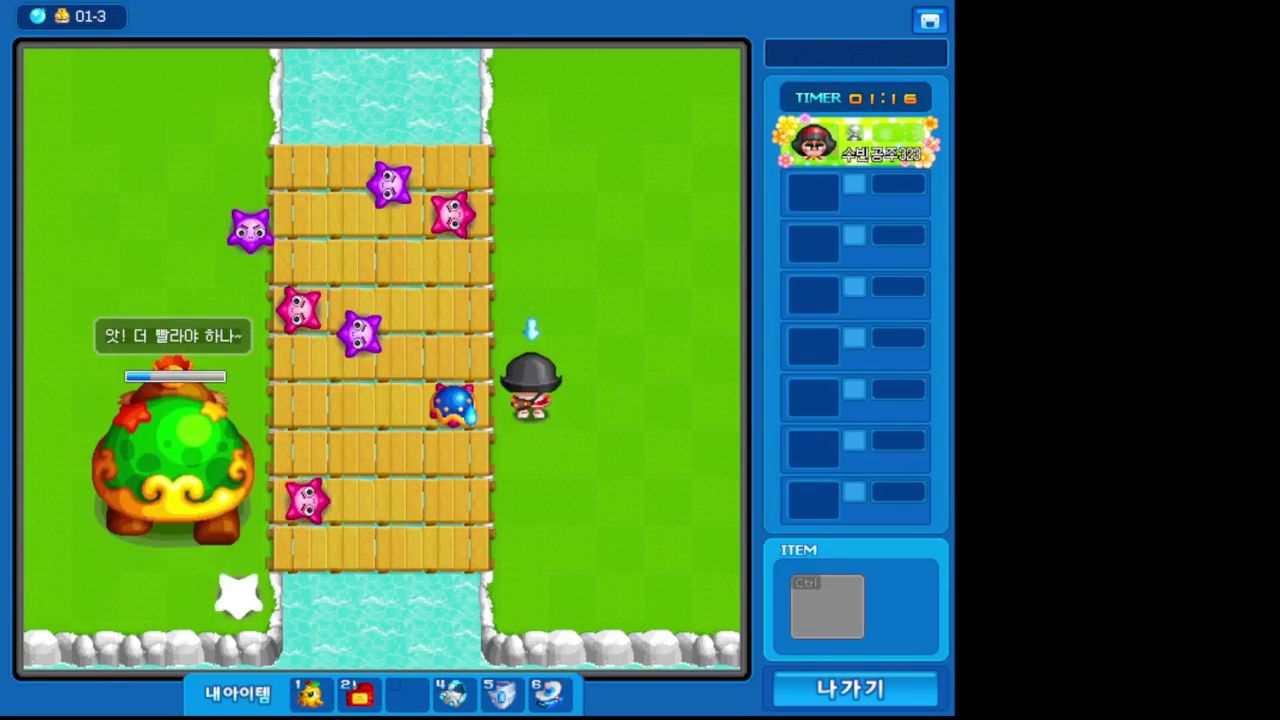 01-3
TIMER 01:16
수빈공주323
앗! 더 빨라야 하나~
ITEM
Ctrl
내아이템 1 2 4 5 6
나가기